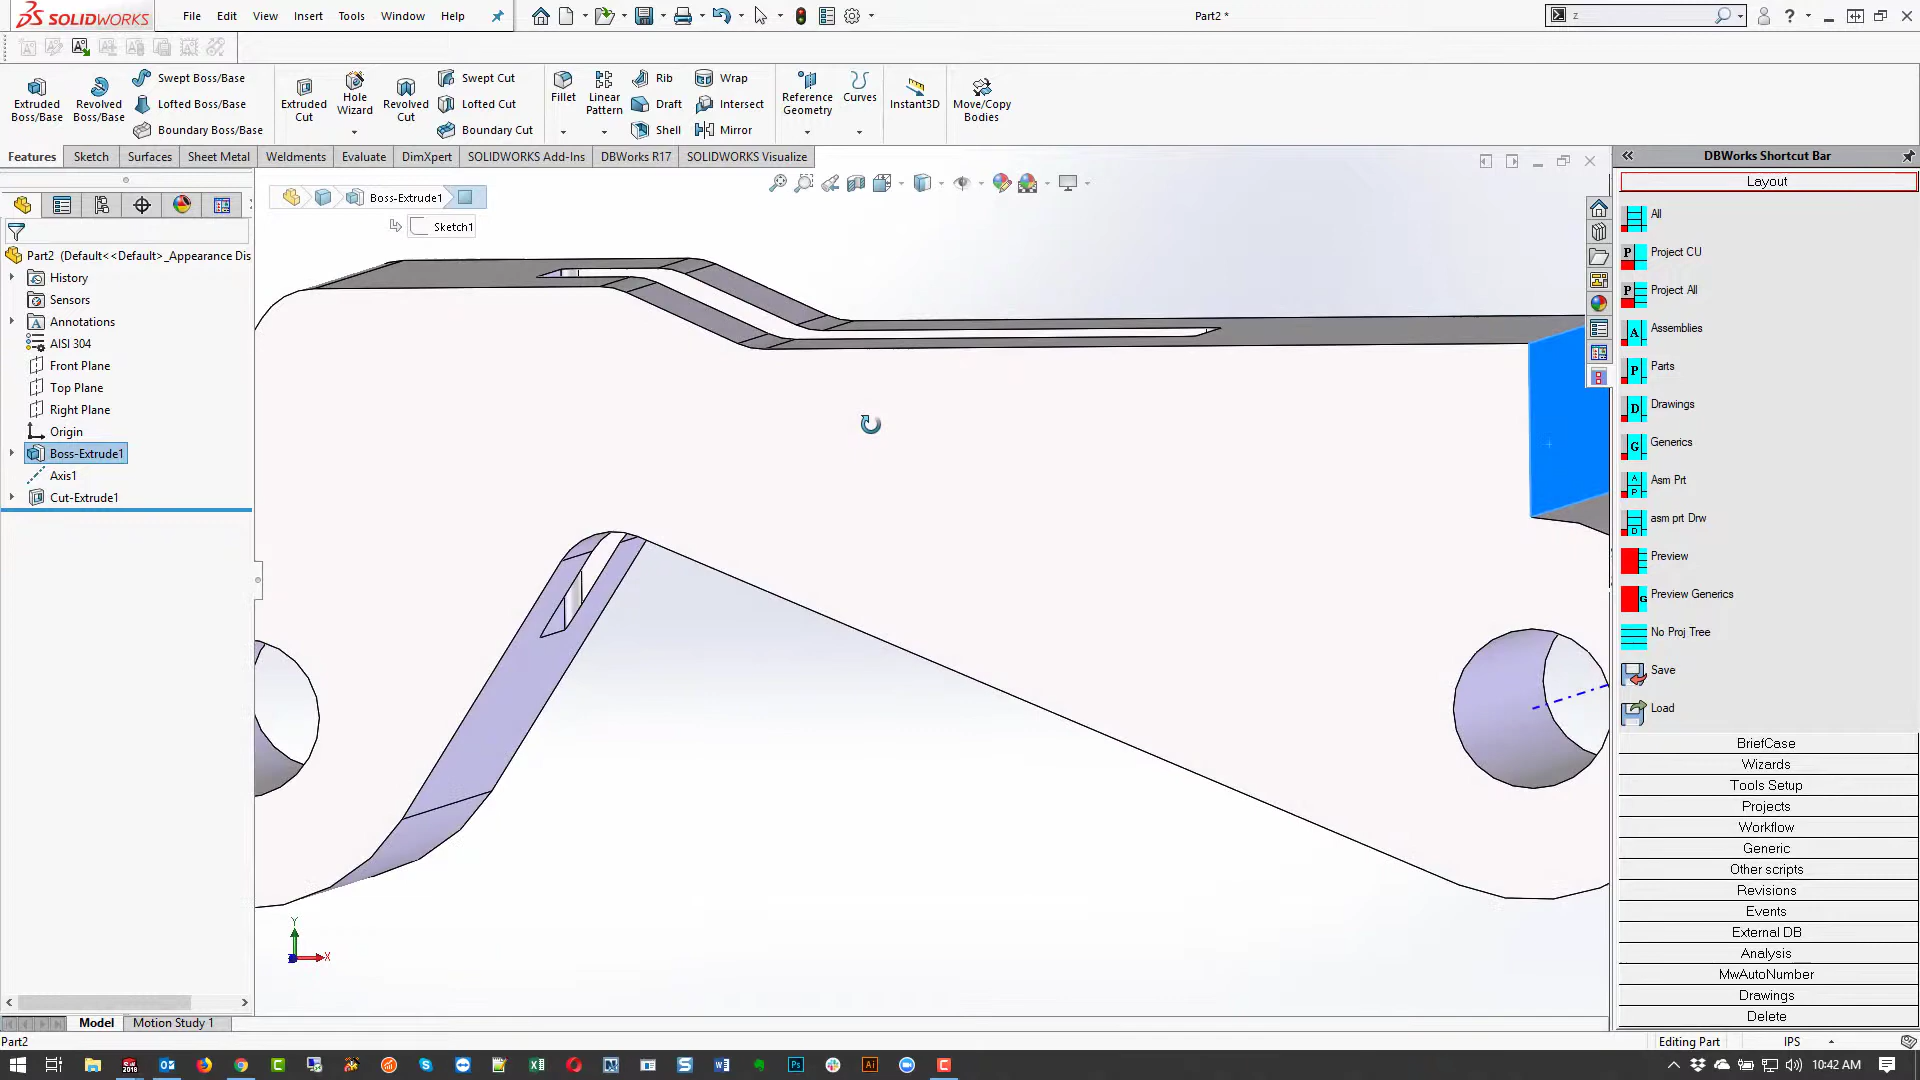 SOLIDWORKS
File Edit View Insert Tools Window Help
Part2 *
z
Extruded Boss/Base
Revolved Boss/Base
Swept Boss/Base
Lofted Boss/Base
Boundary Boss/Base
Extruded Cut
Hole Wizard
Revolved Cut
Swept Cut
Lofted Cut
Boundary Cut
Fillet
Linear Pattern
Rib
Draft
Shell
Wrap
Intersect
Mirror
Reference Geometry
Curves
Instant3D
Move/Copy Bodies
Features Sketch Surfaces Sheet Metal Weldments Evaluate DimXpert SOLIDWORKS Add-Ins DBWorks R17 SOLIDWORKS Visualize
Part2 (Default<<Default>_Appearance Dis
History
Sensors
Annotations
AISI 304
Front Plane
Top Plane
Right Plane
Origin
Boss-Extrude1
Axis1
Cut-Extrude1
Boss-Extrude1
Sketch1
Y
X
DBWorks Shortcut Bar
Layout
All
Project CU
Project All
Assemblies
Parts
Drawings
Generics
Asm Prt
asm prt Drw
Preview
Preview Generics
No Proj Tree
Save
Load
BriefCase
Wizards
Tools Setup
Projects
Workflow
Generic
Other scripts
Revisions
Events
External DB
Analysis
MwAutoNumber
Drawings
Delete
Model Motion Study 1
Part2
Editing Part IPS
10:42 AM